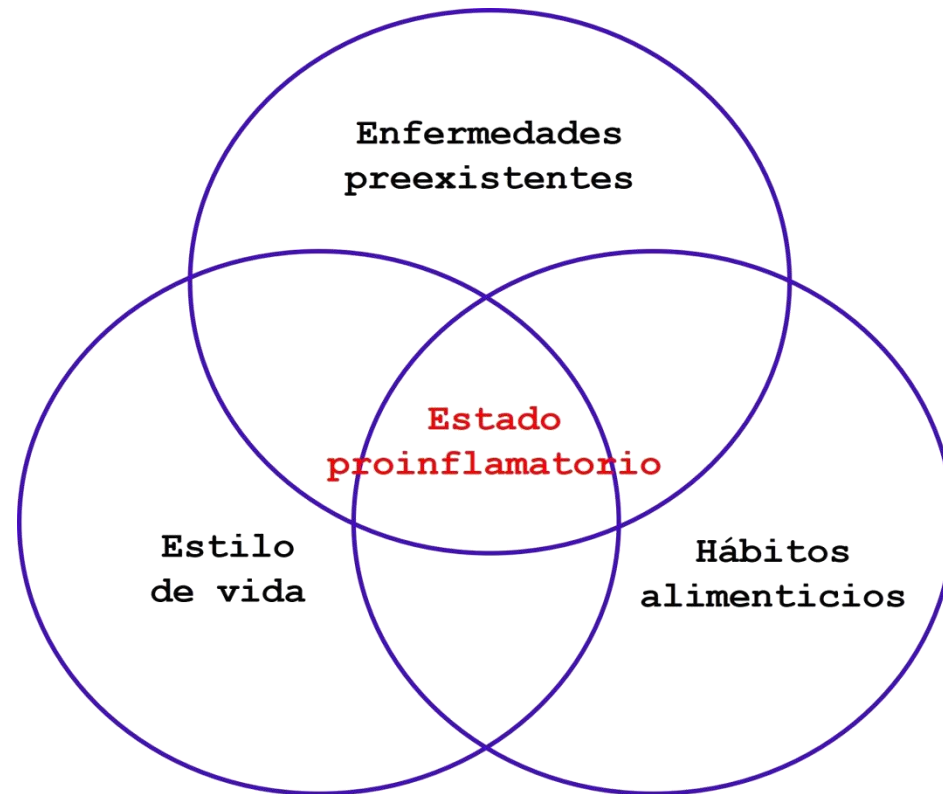 Enfermedades
preexistentes
Estado
proinflamatorio
Estilo
de vida
Hábitos
alimenticios